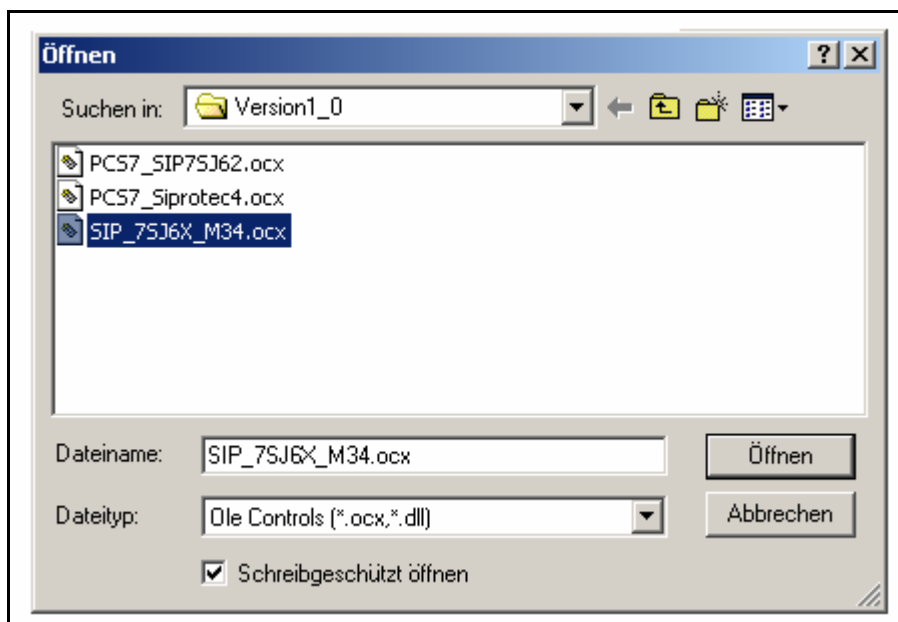 Öffnen
?
Suchen in: Version1_0
PCS7_SIP7SJ62.ocx
PCS7_Siprotec4.ocx
SIP_7SJ6X_M34.ocx
Dateiname: SIP_7SJ6X_M34.ocx Öffnen
Dateityp: Ole Controls (*.ocx,*.dll) Abbrechen
Schreibgeschützt öffnen